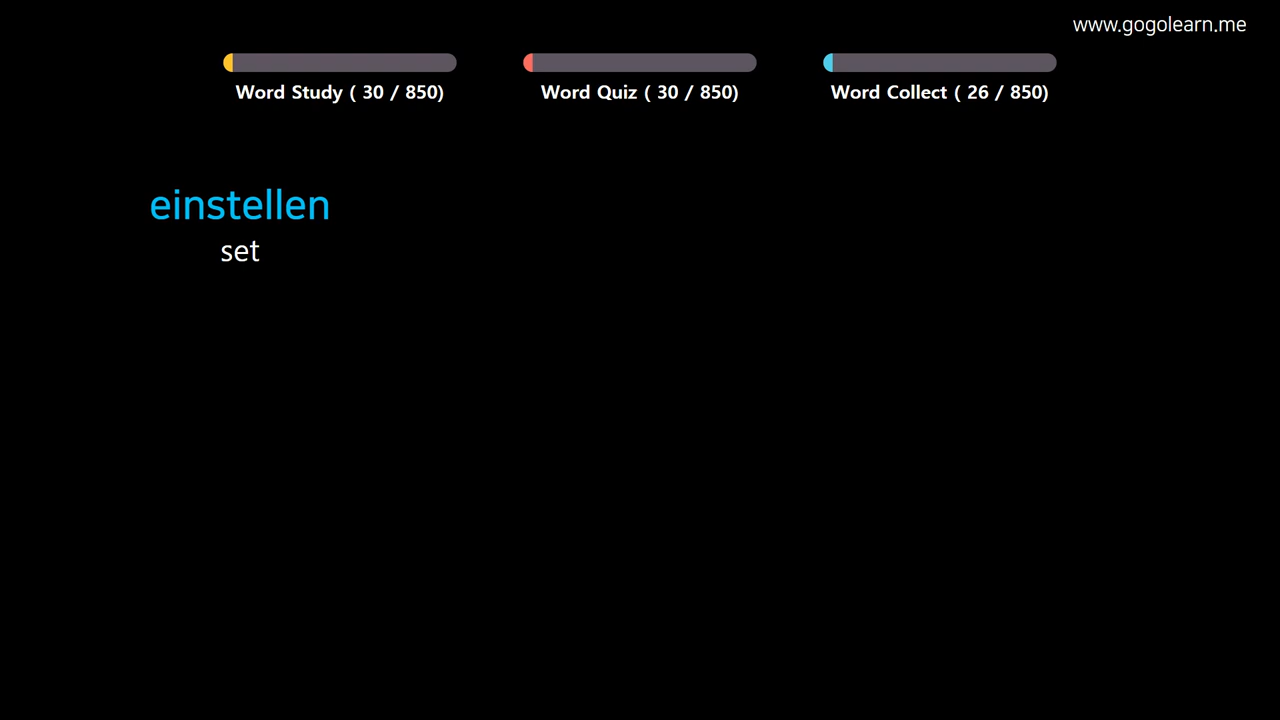 www.gogolearn.me
Word Study ( 30 / 850)
Word Quiz ( 30 / 850)
Word Collect ( 26 / 850)
einstellen
set